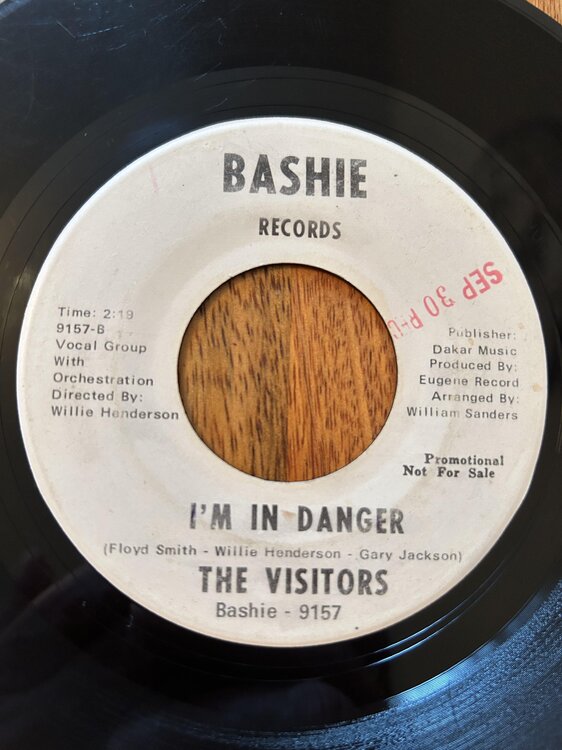 BASHIE
RECORDS
Time: 2:19
9157-B
Vocal Group
With
Orchestration
Directed By:
Willie Henderson
SEP 30
Publisher:
Dakar Music
Produced By:
Eugene Record
Arranged By:
William Sanders
Promotional
Not For Sale
I'M IN DANGER
(Floyd Smith - Willie Henderson - Gary Jackson)
THE VISITORS
Bashie - 9157